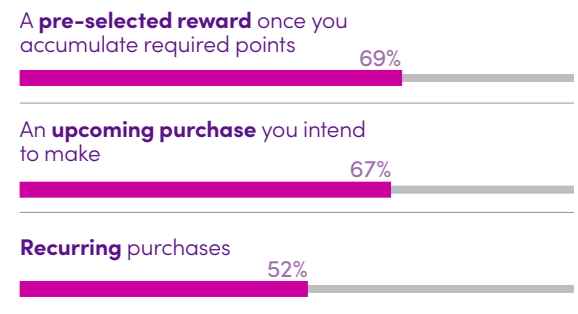 A pre-selected reward once you
accumulate required points
69%
An upcoming purchase you intend
to make
67%
Recurring purchases
52%